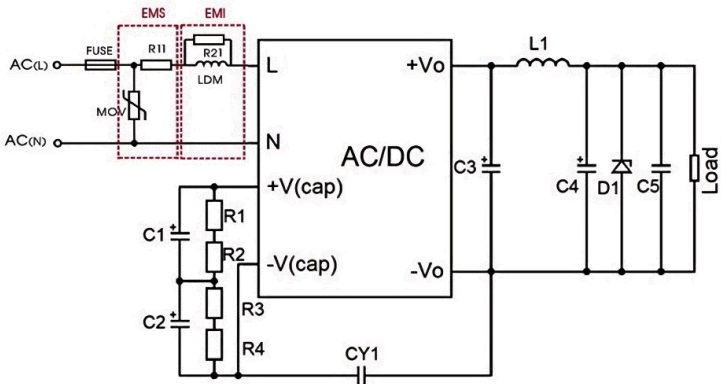 EMS EMI
FUSE R11 R21
AC(L) LDM L +Vo L1
MOV
AC(N) N
AC/DC
C3 C4 D1 C5 Load
+V(cap)
R1
C1
R2 -V(cap) -Vo
C2 R3
R4
CY1